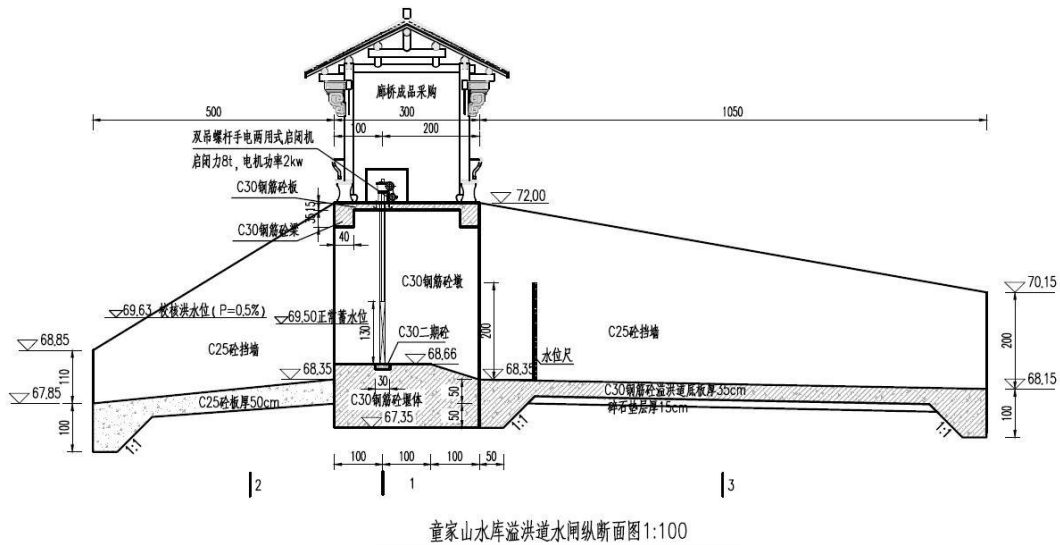 廊桥成品采购
500
300
1050
100
200
双吊螺杆手电两用式启闭机
启闭力8t，电机功率2kw
C30钢筋砼板
72,00
35,15
C30钢筋砼梁
40
C30钢筋砼墩
70,15
69,63 校核洪水位(P=0,5%)
69,50正常蓄水位
130
C30二期砼
200
C25砼挡墙
C25砼挡墙
水位尺
200
68,85
68,66
68,35
68,35
68,15
110
67,85
30
50
C30钢筋砼溢洪道底板厚35cm
C25砼板厚50cm
C30钢筋砼堰体
碎石垫层厚15cm
67,35
50
100
100
1:1
1:1
1:1
100
100
100
50
2
1
3
童家山水库溢洪道水闸纵断面图1:100